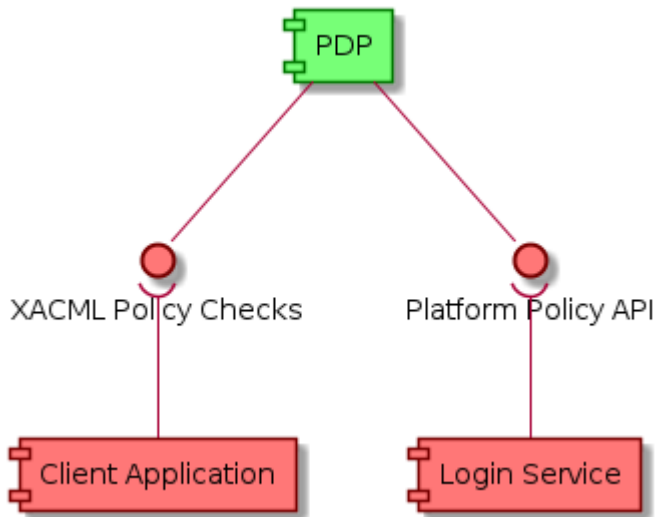 PDP
XACML Policy Checks
Platform Policy API
Client Application
Login Service